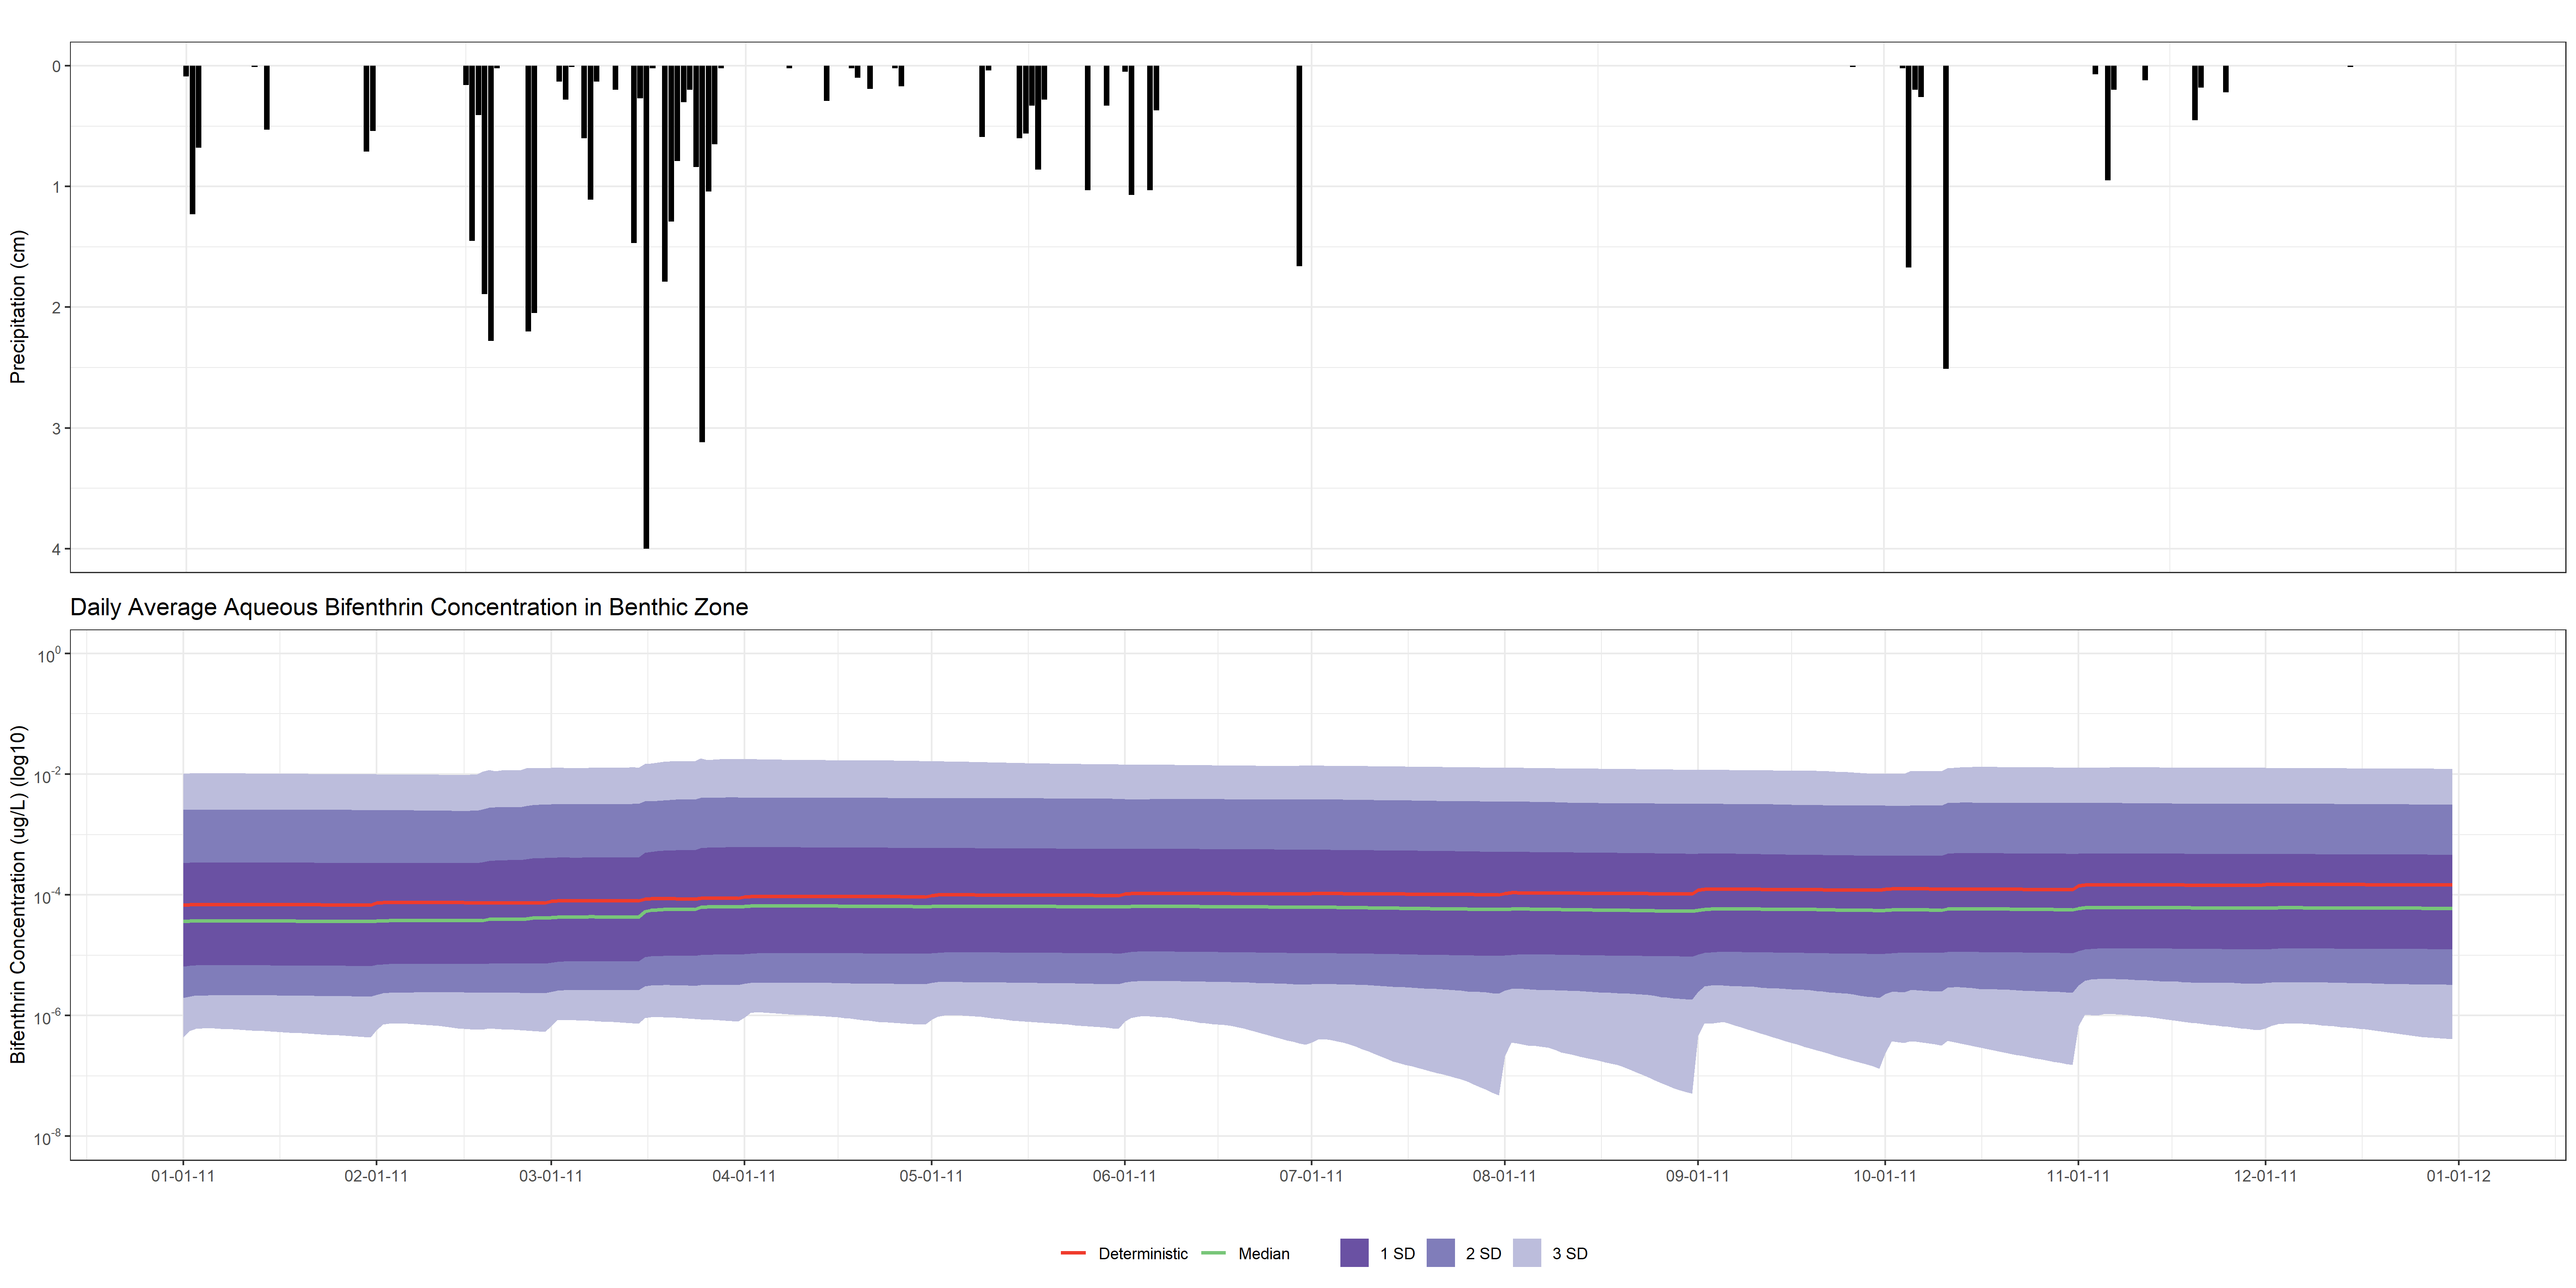 Precipitation (cm)
0
1
2
3
4
Daily Average Aqueous Bifenthrin Concentration in Benthic Zone
Bifenthrin Concentration (ug/L) (log10)
10^0
10^-2
10^-4
10^-6
10^-8
01-01-11 02-01-11 03-01-11 04-01-11 05-01-11 06-01-11 07-01-11 08-01-11 09-01-11 10-01-11 11-01-11 12-01-11 01-01-12
Deterministic Median 1 SD 2 SD 3 SD